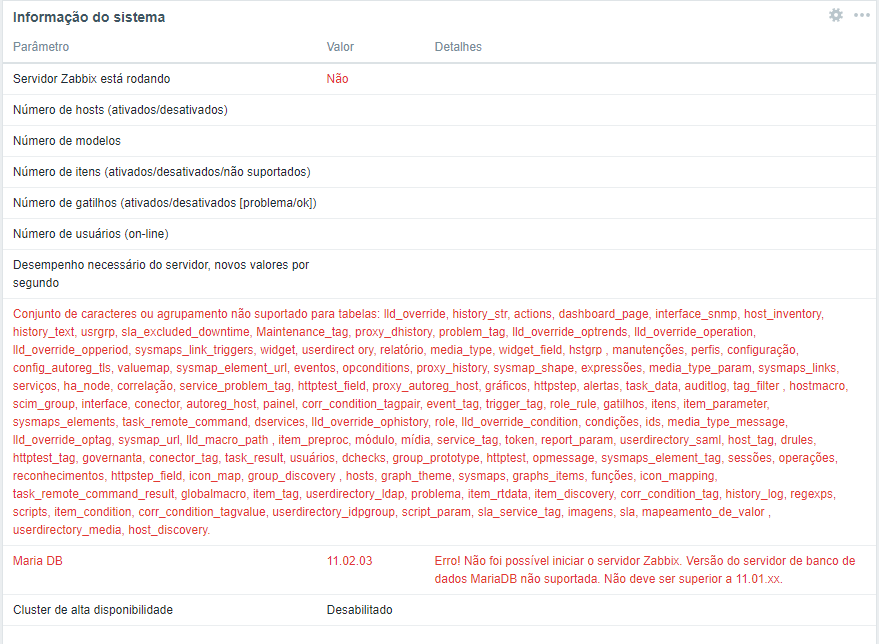 Informação do sistema
Parâmetro Valor Detalhes
Servidor Zabbix está rodando Não
Número de hosts (ativados/desativados)
Número de modelos
Número de itens (ativados/desativados/não suportados)
Número de gatilhos (ativados/desativados [problema/ok])
Número de usuários (on-line)
Desempenho necessário do servidor, novos valores por
segundo
Conjunto de caracteres ou agrupamento não suportado para tabelas: lld_override, history_str, actions, dashboard_page, interface_snmp, host_inventory,
history_text, usrgrp, sla_excluded_downtime, Maintenance_tag, proxy_dhistory, problem_tag, lld_override_optrends, lld_override_operation,
lld_override_opperiod, sysmaps_link_triggers, widget, userdirect ory, relatório, media_type, widget_field, hstgrp , manutenções, perfis, configuração,
config_autoreg_tls, valuemap, sysmap_element_url, eventos, opconditions, proxy_history, sysmap_shape, expressões, media_type_param, sysmaps_links,
serviços, ha_node, correlação, service_problem_tag, httptest_field, proxy_autoreg_host, gráficos, httpstep, alertas, task_data, auditlog, tag_filter , hostmacro,
scim_group, interface, conector, autoreg_host, painel, corr_condition_tagpair, event_tag, trigger_tag, role_rule, gatilhos, itens, item_parameter,
sysmaps_elements, task_remote_command, dservices, lld_override_ophistory, role, lld_override_condition, condições, ids, media_type_message,
lld_override_optag, sysmap_url, lld_macro_path , item_preproc, módulo, mídia, service_tag, token, report_param, userdirectory_saml, host_tag, drules,
httptest_tag, governanta, conector_tag, task_result, usuários, dchecks, group_prototype, httptest, opmessage, sysmaps_element_tag, sessões, operações,
reconhecimentos, httpstep_field, icon_map, group_discovery , hosts, graph_theme, sysmaps, graphs_items, funções, icon_mapping,
task_remote_command_result, globalmacro, item_tag, userdirectory_ldap, problema, item_rtdata, item_discovery, corr_condition_tag, history_log, regexps,
scripts, item_condition, corr_condition_tagvalue, userdirectory_idpgroup, script_param, sla_service_tag, imagens, sla, mapeamento_de_valor ,
userdirectory_media, host_discovery.
Maria DB 11.02.03 Erro! Não foi possível iniciar o servidor Zabbix. Versão do servidor de banco de
dados MariaDB não suportada. Não deve ser superior a 11.01.xx.
Cluster de alta disponibilidade Desabilitado